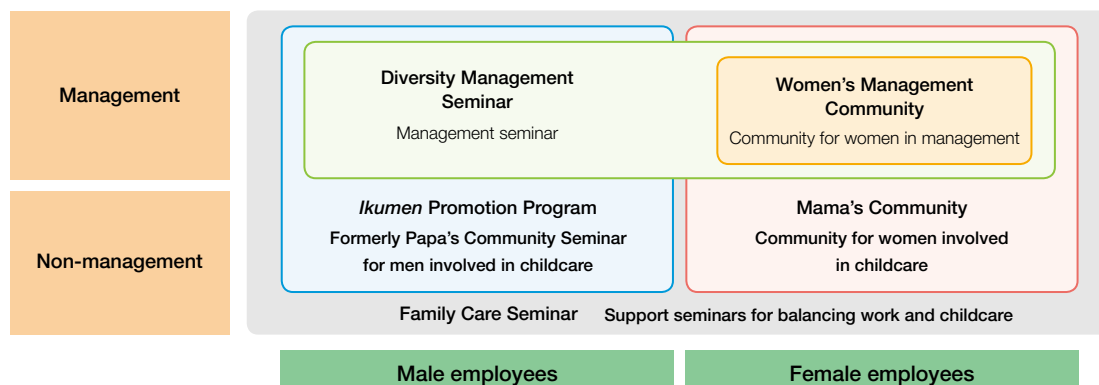 Management
Diversity Management
Seminar
Management seminar
Women’s Management
Community
Community for women in management
Non-management
Ikumen Promotion Program
Formerly Papa’s Community Seminar
for men involved in childcare
Mama’s Community
Community for women involved
in childcare
Family Care Seminar Support seminars for balancing work and childcare
Male employees
Female employees